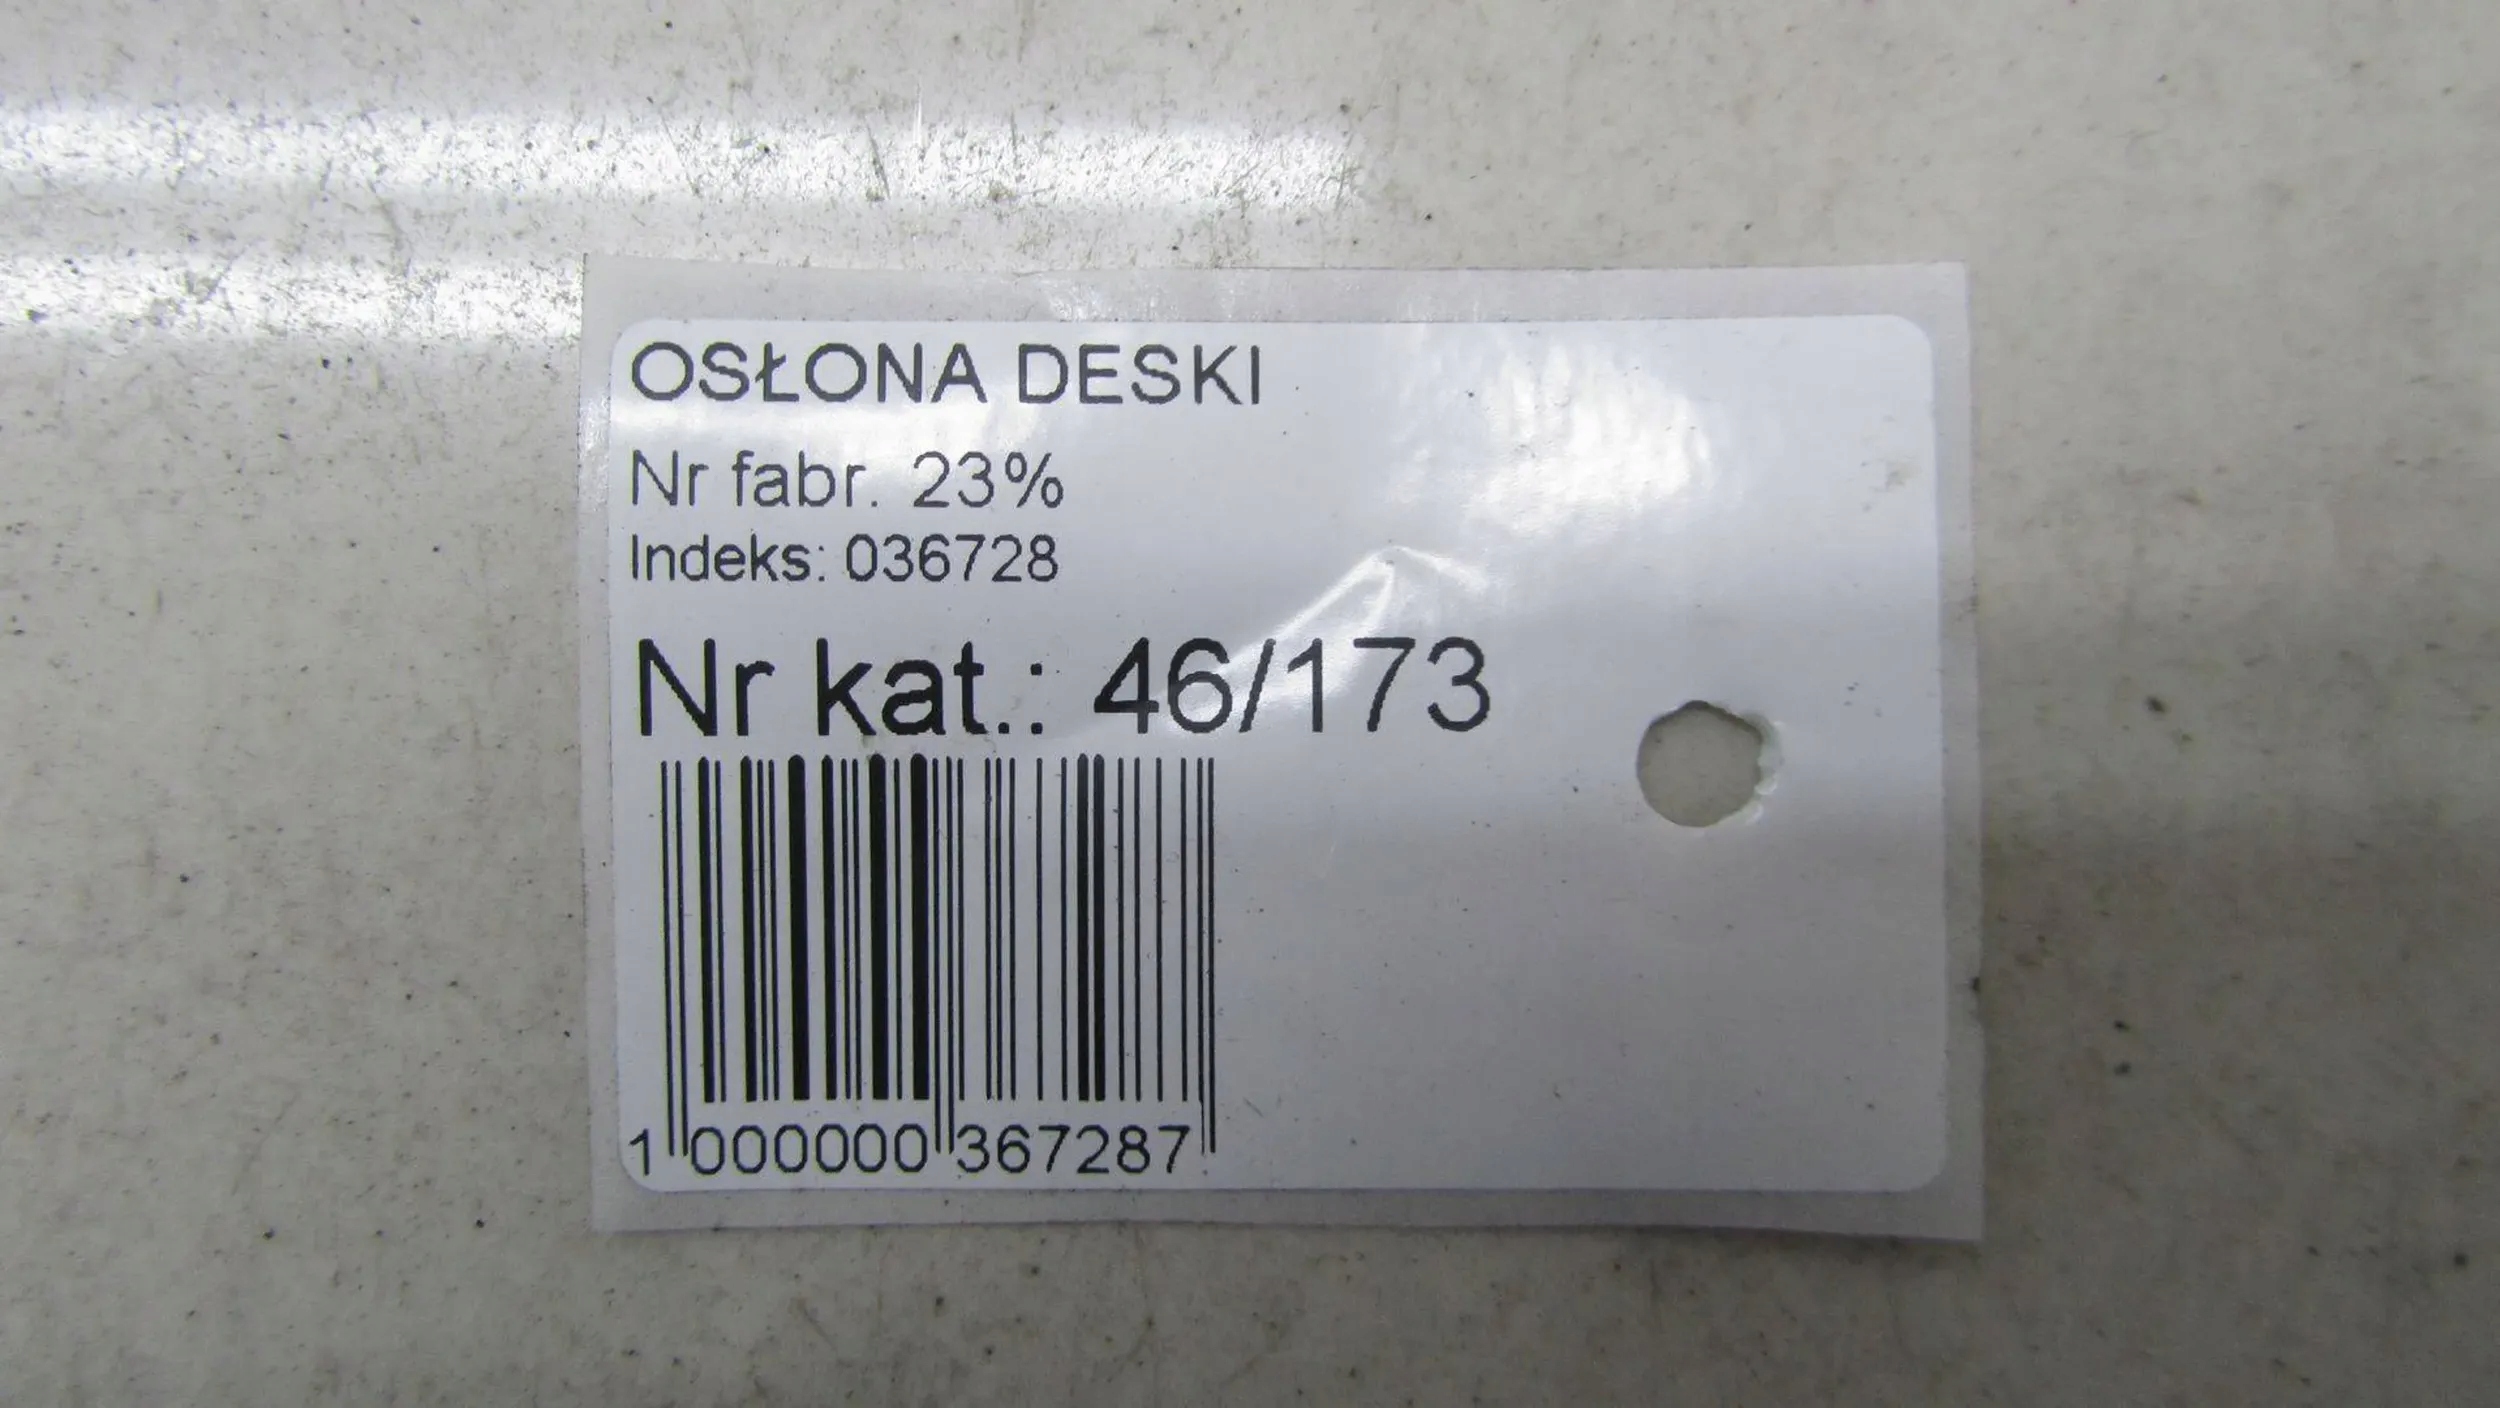 OSŁONA DESKI
Nr fabr. 23%
Indeks: 036728
Nr kat.: 46/173
1 000000 367287